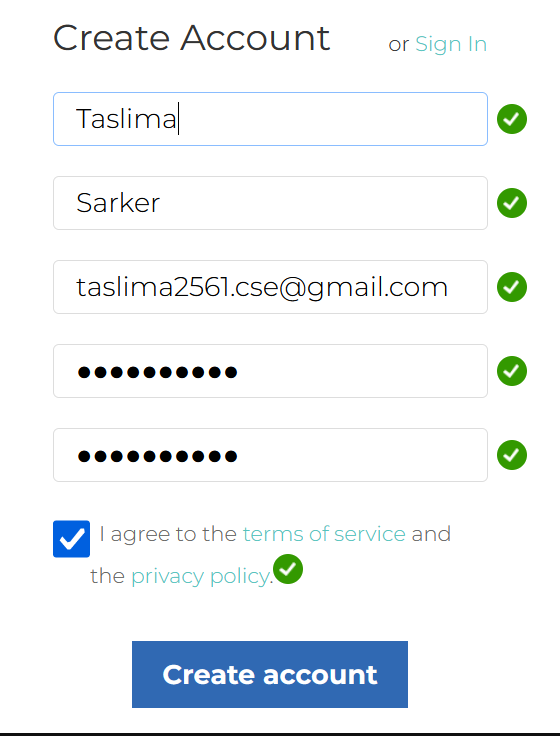 Create Account
or Sign In
Taslima
Sarker
taslima2561.cse@gmail.com
●●●●●●●●●●
●●●●●●●●●●
I agree to the terms of service and
the privacy policy.
Create account